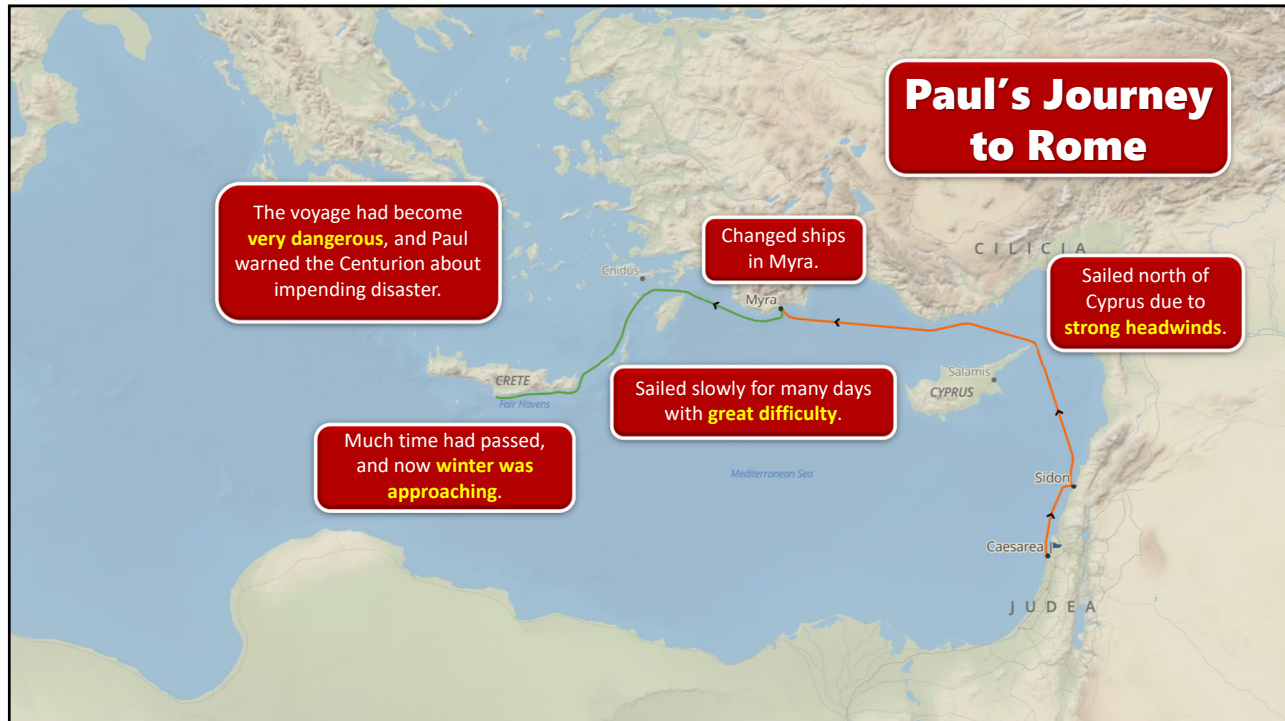 Paul's Journey
to Rome
The voyage had become
very dangerous, and Paul
warned the Centurion about
impending disaster.
Changed ships
in Myra.
CILICIA
Sailed north of
Cyprus due to
strong headwinds.
Cnidus
Myra
CRETE
Fair Havens
Sailed slowly for many days
with great difficulty.
Salamis
CYPRUS
Much time had passed,
and now winter was
approaching.
Mediterranean Sea
Sidon
Caesarea
JUDEA